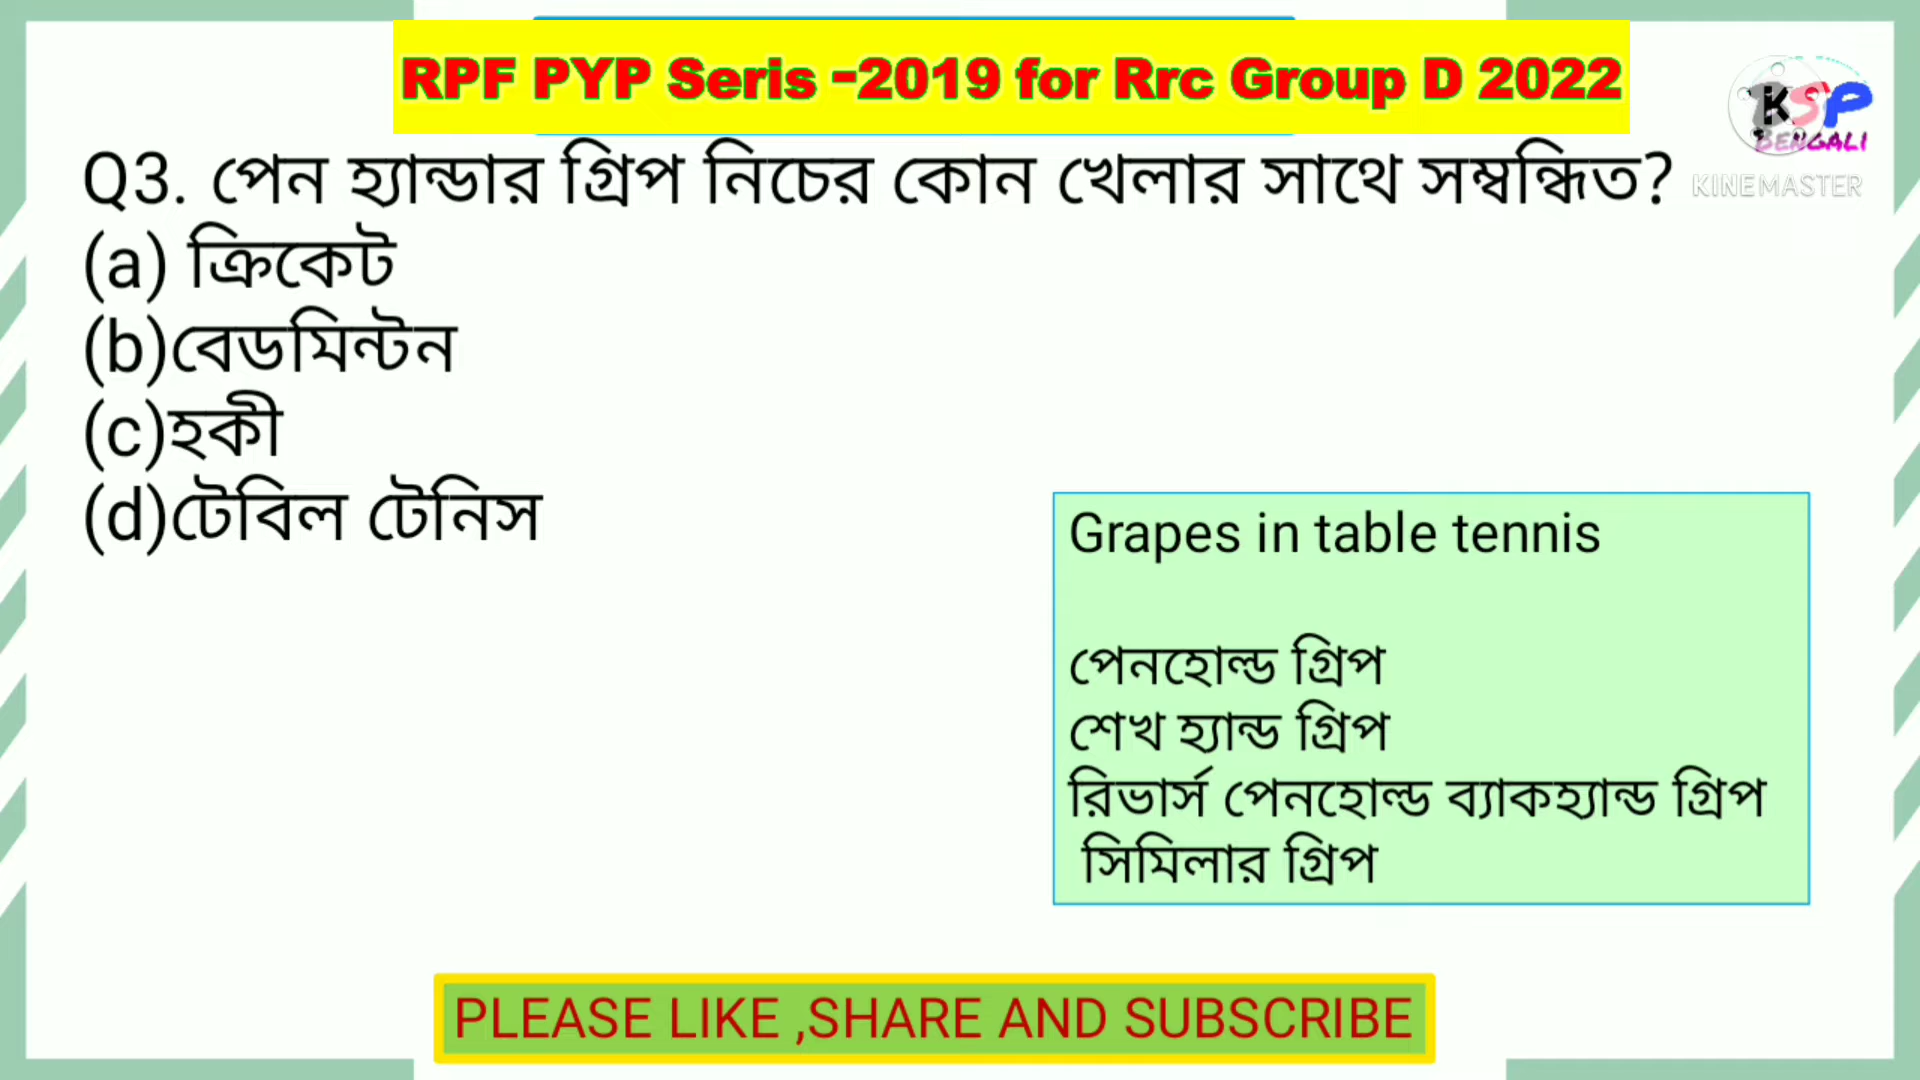 RPF PYP Seris -2019 for Rrc Group D 2022
KSP
BENGALI
KINEMASTER
Q3. পেন হ্যান্ডার গ্রিপ নিচের কোন খেলার সাথে সম্বন্ধিত?
(a) ক্রিকেট
(b)বেডমিন্টন
(c)হকী
(d)টেবিল টেনিস
Grapes in table tennis
পেনহোল্ড গ্রিপ
শেখ হ্যান্ড গ্রিপ
রিভার্স পেনহোল্ড ব্যাকহ্যান্ড গ্রিপ
সিমিলার গ্রিপ
PLEASE LIKE ,SHARE AND SUBSCRIBE